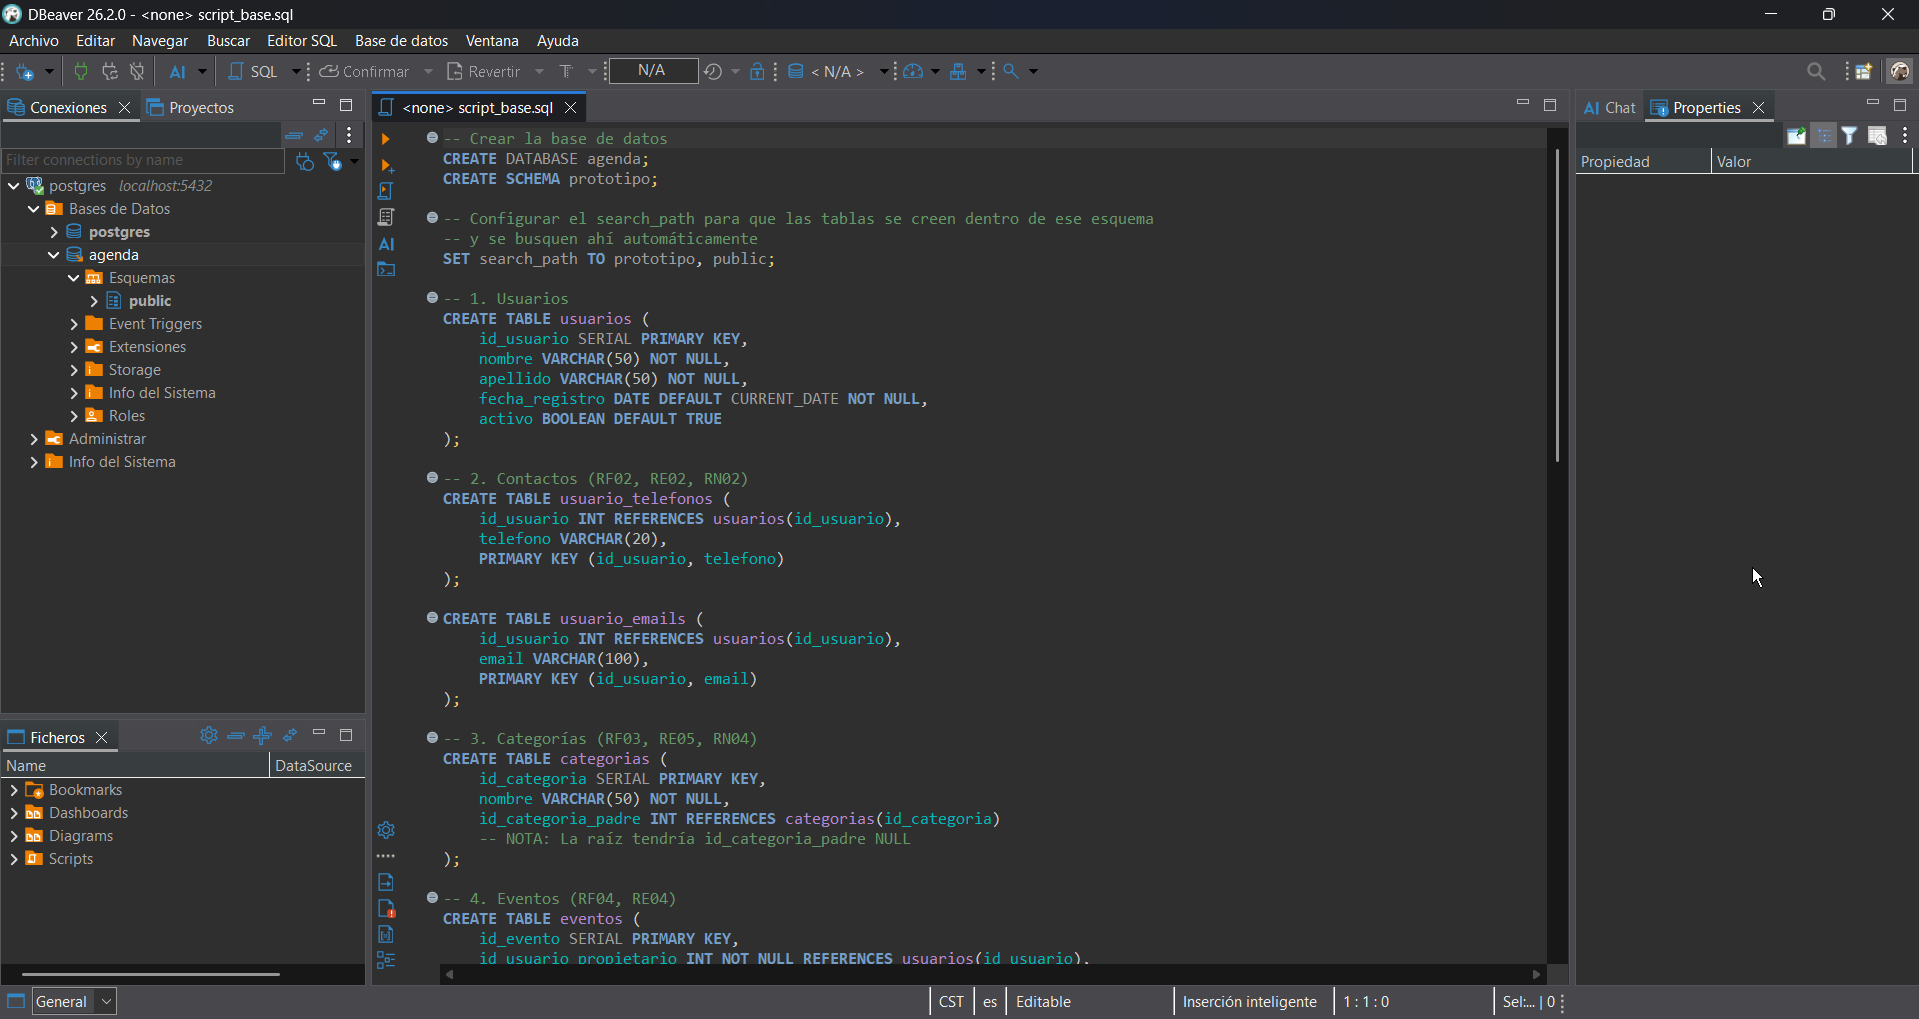 DBeaver 26.2.0 - <none> script_base.sql
Archivo Editar Navegar Buscar Editor SQL Base de datos Ventana Ayuda
AI SQL Confirmar Revertir T N/A < N/A >
Conexiones Proyectos
Filter connections by name
postgres localhost:5432
Bases de Datos
postgres
agenda
Esquemas
public
Event Triggers
Extensiones
Storage
Info del Sistema
Roles
Administrar
Info del Sistema
Ficheros
Name DataSource
Bookmarks
Dashboards
Diagrams
Scripts
General
<none> script_base.sql
AI
-- Crear la base de datos
CREATE DATABASE agenda;
CREATE SCHEMA prototipo;
-- Configurar el search_path para que las tablas se creen dentro de ese esquema
-- y se busquen ahí automáticamente
SET search_path TO prototipo, public;
-- 1. Usuarios
CREATE TABLE usuarios (
id_usuario SERIAL PRIMARY KEY,
nombre VARCHAR(50) NOT NULL,
apellido VARCHAR(50) NOT NULL,
fecha_registro DATE DEFAULT CURRENT_DATE NOT NULL,
activo BOOLEAN DEFAULT TRUE
);
-- 2. Contactos (RF02, RE02, RN02)
CREATE TABLE usuario_telefonos (
id_usuario INT REFERENCES usuarios(id_usuario),
telefono VARCHAR(20),
PRIMARY KEY (id_usuario, telefono)
);
CREATE TABLE usuario_emails (
id_usuario INT REFERENCES usuarios(id_usuario),
email VARCHAR(100),
PRIMARY KEY (id_usuario, email)
);
-- 3. Categorías (RF03, RE05, RN04)
CREATE TABLE categorias (
id_categoria SERIAL PRIMARY KEY,
nombre VARCHAR(50) NOT NULL,
id_categoria_padre INT REFERENCES categorias(id_categoria)
-- NOTA: La raíz tendría id_categoria_padre NULL
);
-- 4. Eventos (RF04, RE04)
CREATE TABLE eventos (
id_evento SERIAL PRIMARY KEY,
id_usuario_propietario INT NOT NULL REFERENCES usuarios(id_usuario),
AI Chat Properties
Propiedad Valor
CST es Editable Inserción inteligente 1:1:0 Sel:... | 0